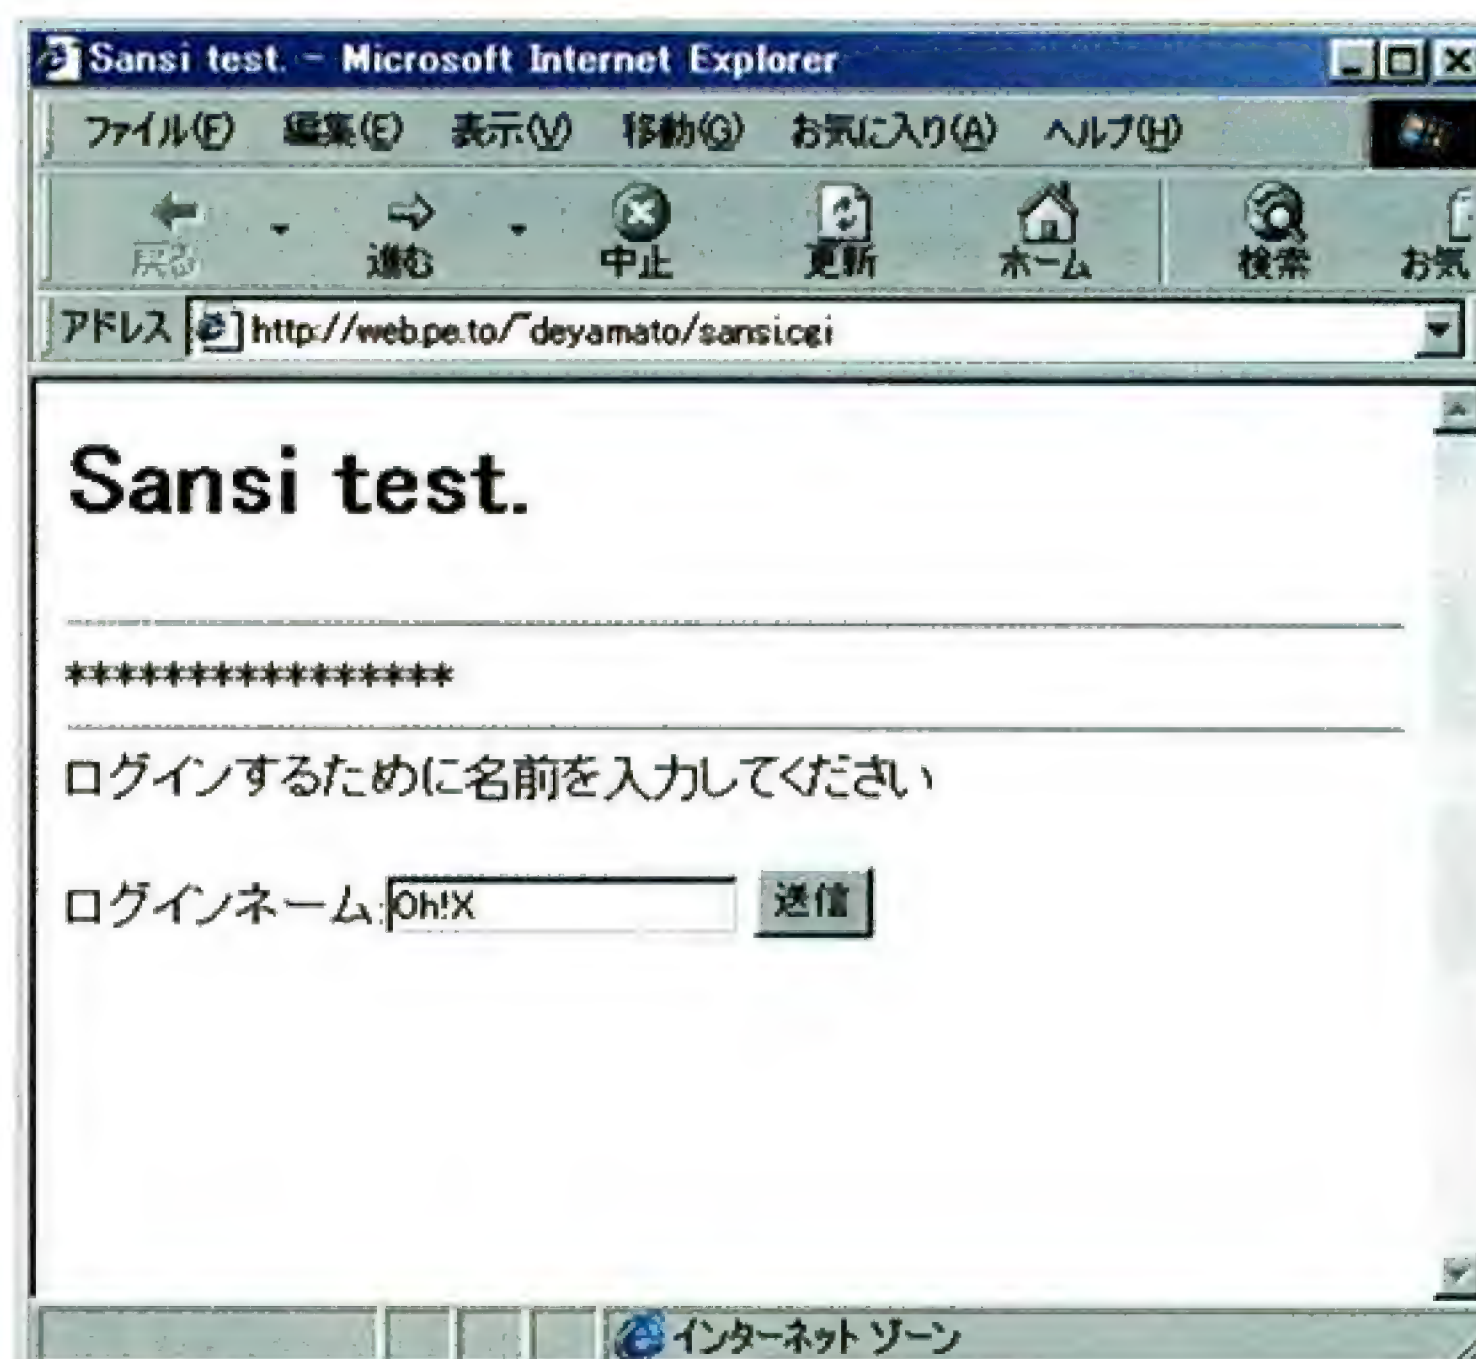 Sansi test. - Microsoft Internet Explorer
ファイル(F) 編集(E) 表示(V) 移動(G) お気に入り(A) ヘルプ(H)
戻る 進む 中止 更新 ホーム 検索 お気
アドレス http://web.pe.to/~deyamato/sansi.cgi
Sansi test.
****************
ログインするために名前を入力してください
ログインネーム:Oh!X 送信
インターネット ゾーン